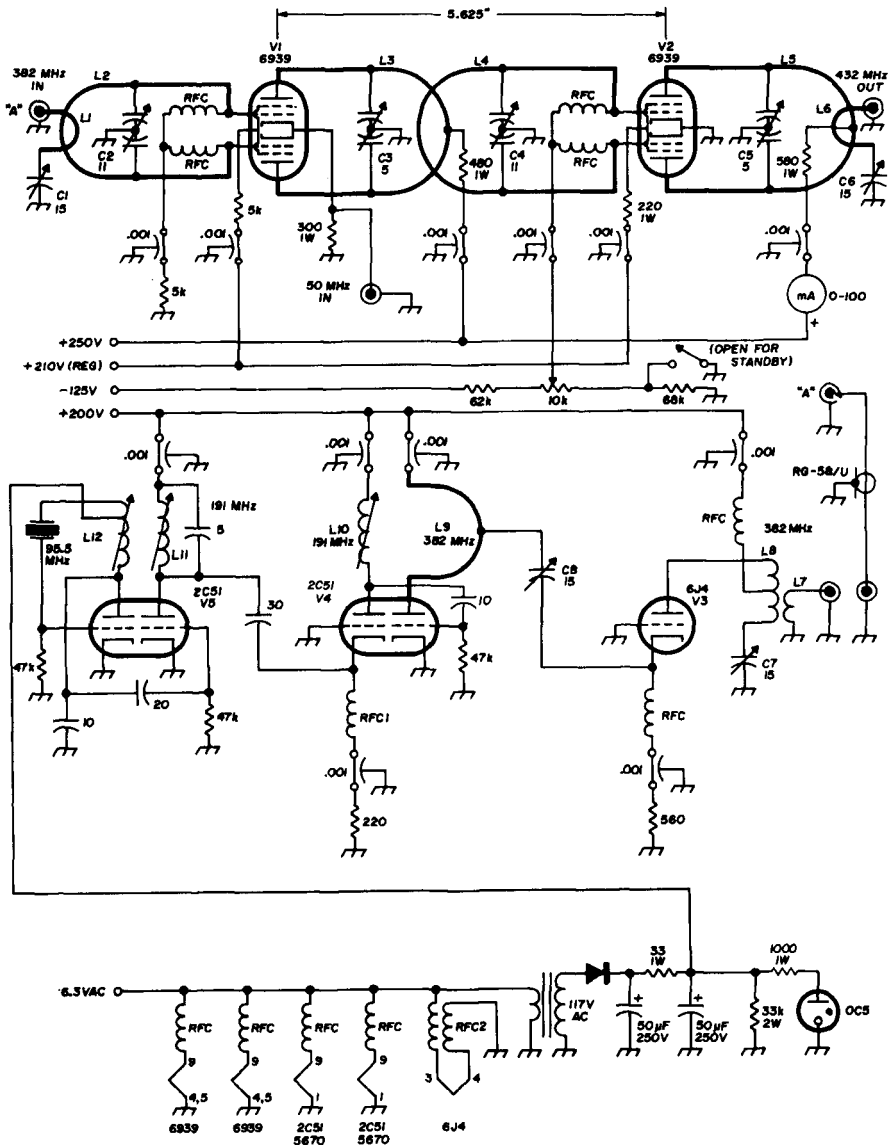 5.625"
V1
6939
V2
6939
382 MHz
IN
"A"
L1
L2
RFC
RFC
C2
11
C1
15
L3
C3
5
L4
C4
11
RFC
RFC
L5
C5
5
432 MHz
OUT
L6
C6
15
5k
300
1W
480
1W
220
1W
580
1W
.001
.001
.001
.001
.001
5k
50 MHz
IN
mA
0-100
+
+250V
+210V (REG)
(OPEN FOR
STANDBY)
-125V
62k
10k
68k
"A"
+200V
.001
.001
.001
.001
RG-58/U
191 MHz
5
L12
L11
95.5
MHz
L10
191 MHz
L9
382 MHz
RFC
382 MHz
L8
L7
C8
15
2C51
V5
30
2C51
V4
10
6J4
V3
C7
15
47k
20
10
47k
47k
RFC1
RFC
.001
.001
220
560
6.3VAC
RFC
RFC
RFC
RFC
RFC2
117V
AC
33
1W
1000
1W
+
50μF
250V
+
50μF
250V
33k
2W
OC5
9
9
9
9
3
4
4,5
4,5
1
1
6939
6939
2C51
5670
2C51
5670
6J4